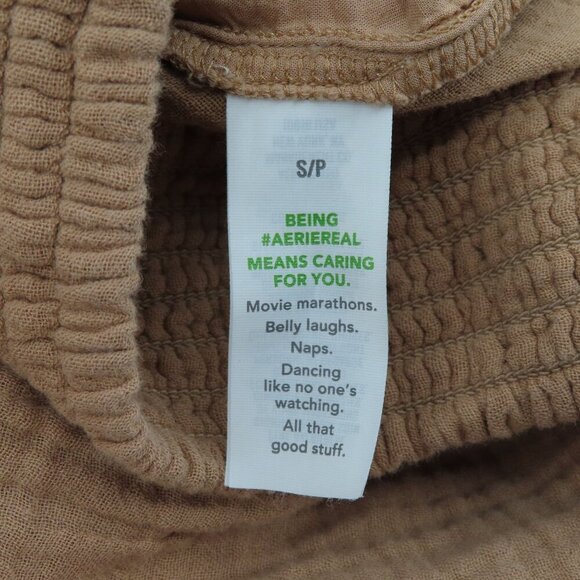 S/P
BEING
#AERIEREAL
MEANS CARING
FOR YOU.
Movie marathons.
Belly laughs.
Naps.
Dancing
like no one's
watching.
All that
good stuff.